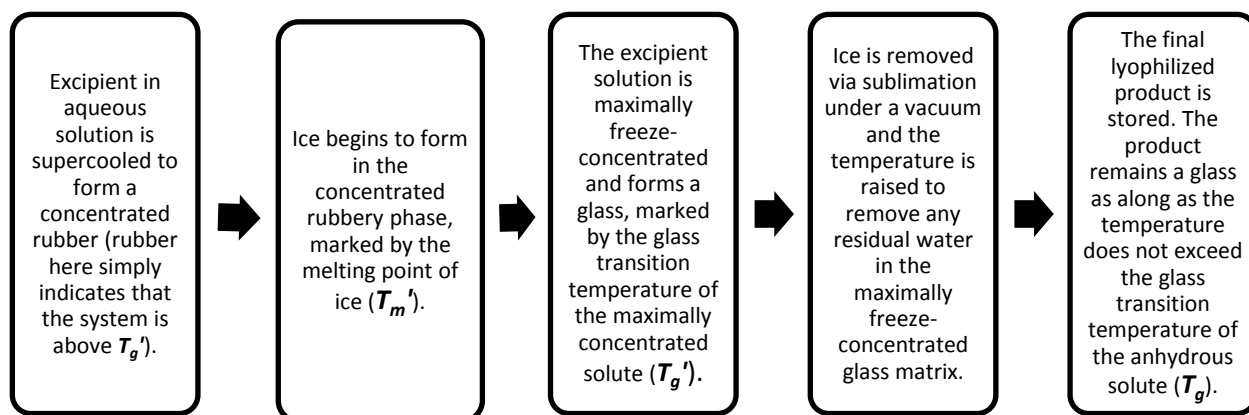 Excipient in
aqueous
solution is
supercooled to
form a
concentrated
rubber (rubber
here simply
indicates that
the system is
above Tg').
Ice begins to form
in the
concentrated
rubbery phase,
marked by the
melting point of
ice (Tm').
The excipient
solution is
maximally
freeze-
concentrated
and forms a
glass, marked
by the glass
transition
temperature of
the maximally
concentrated
solute (Tg').
Ice is removed
via sublimation
under a vacuum
and the
temperature is
raised to
remove any
residual water
in the
maximally
freeze-
concentrated
glass matrix.
The final
lyophilized
product is
stored. The
product
remains a glass
as along as the
temperature
does not exceed
the glass
transition
temperature of
the anhydrous
solute (Tg).